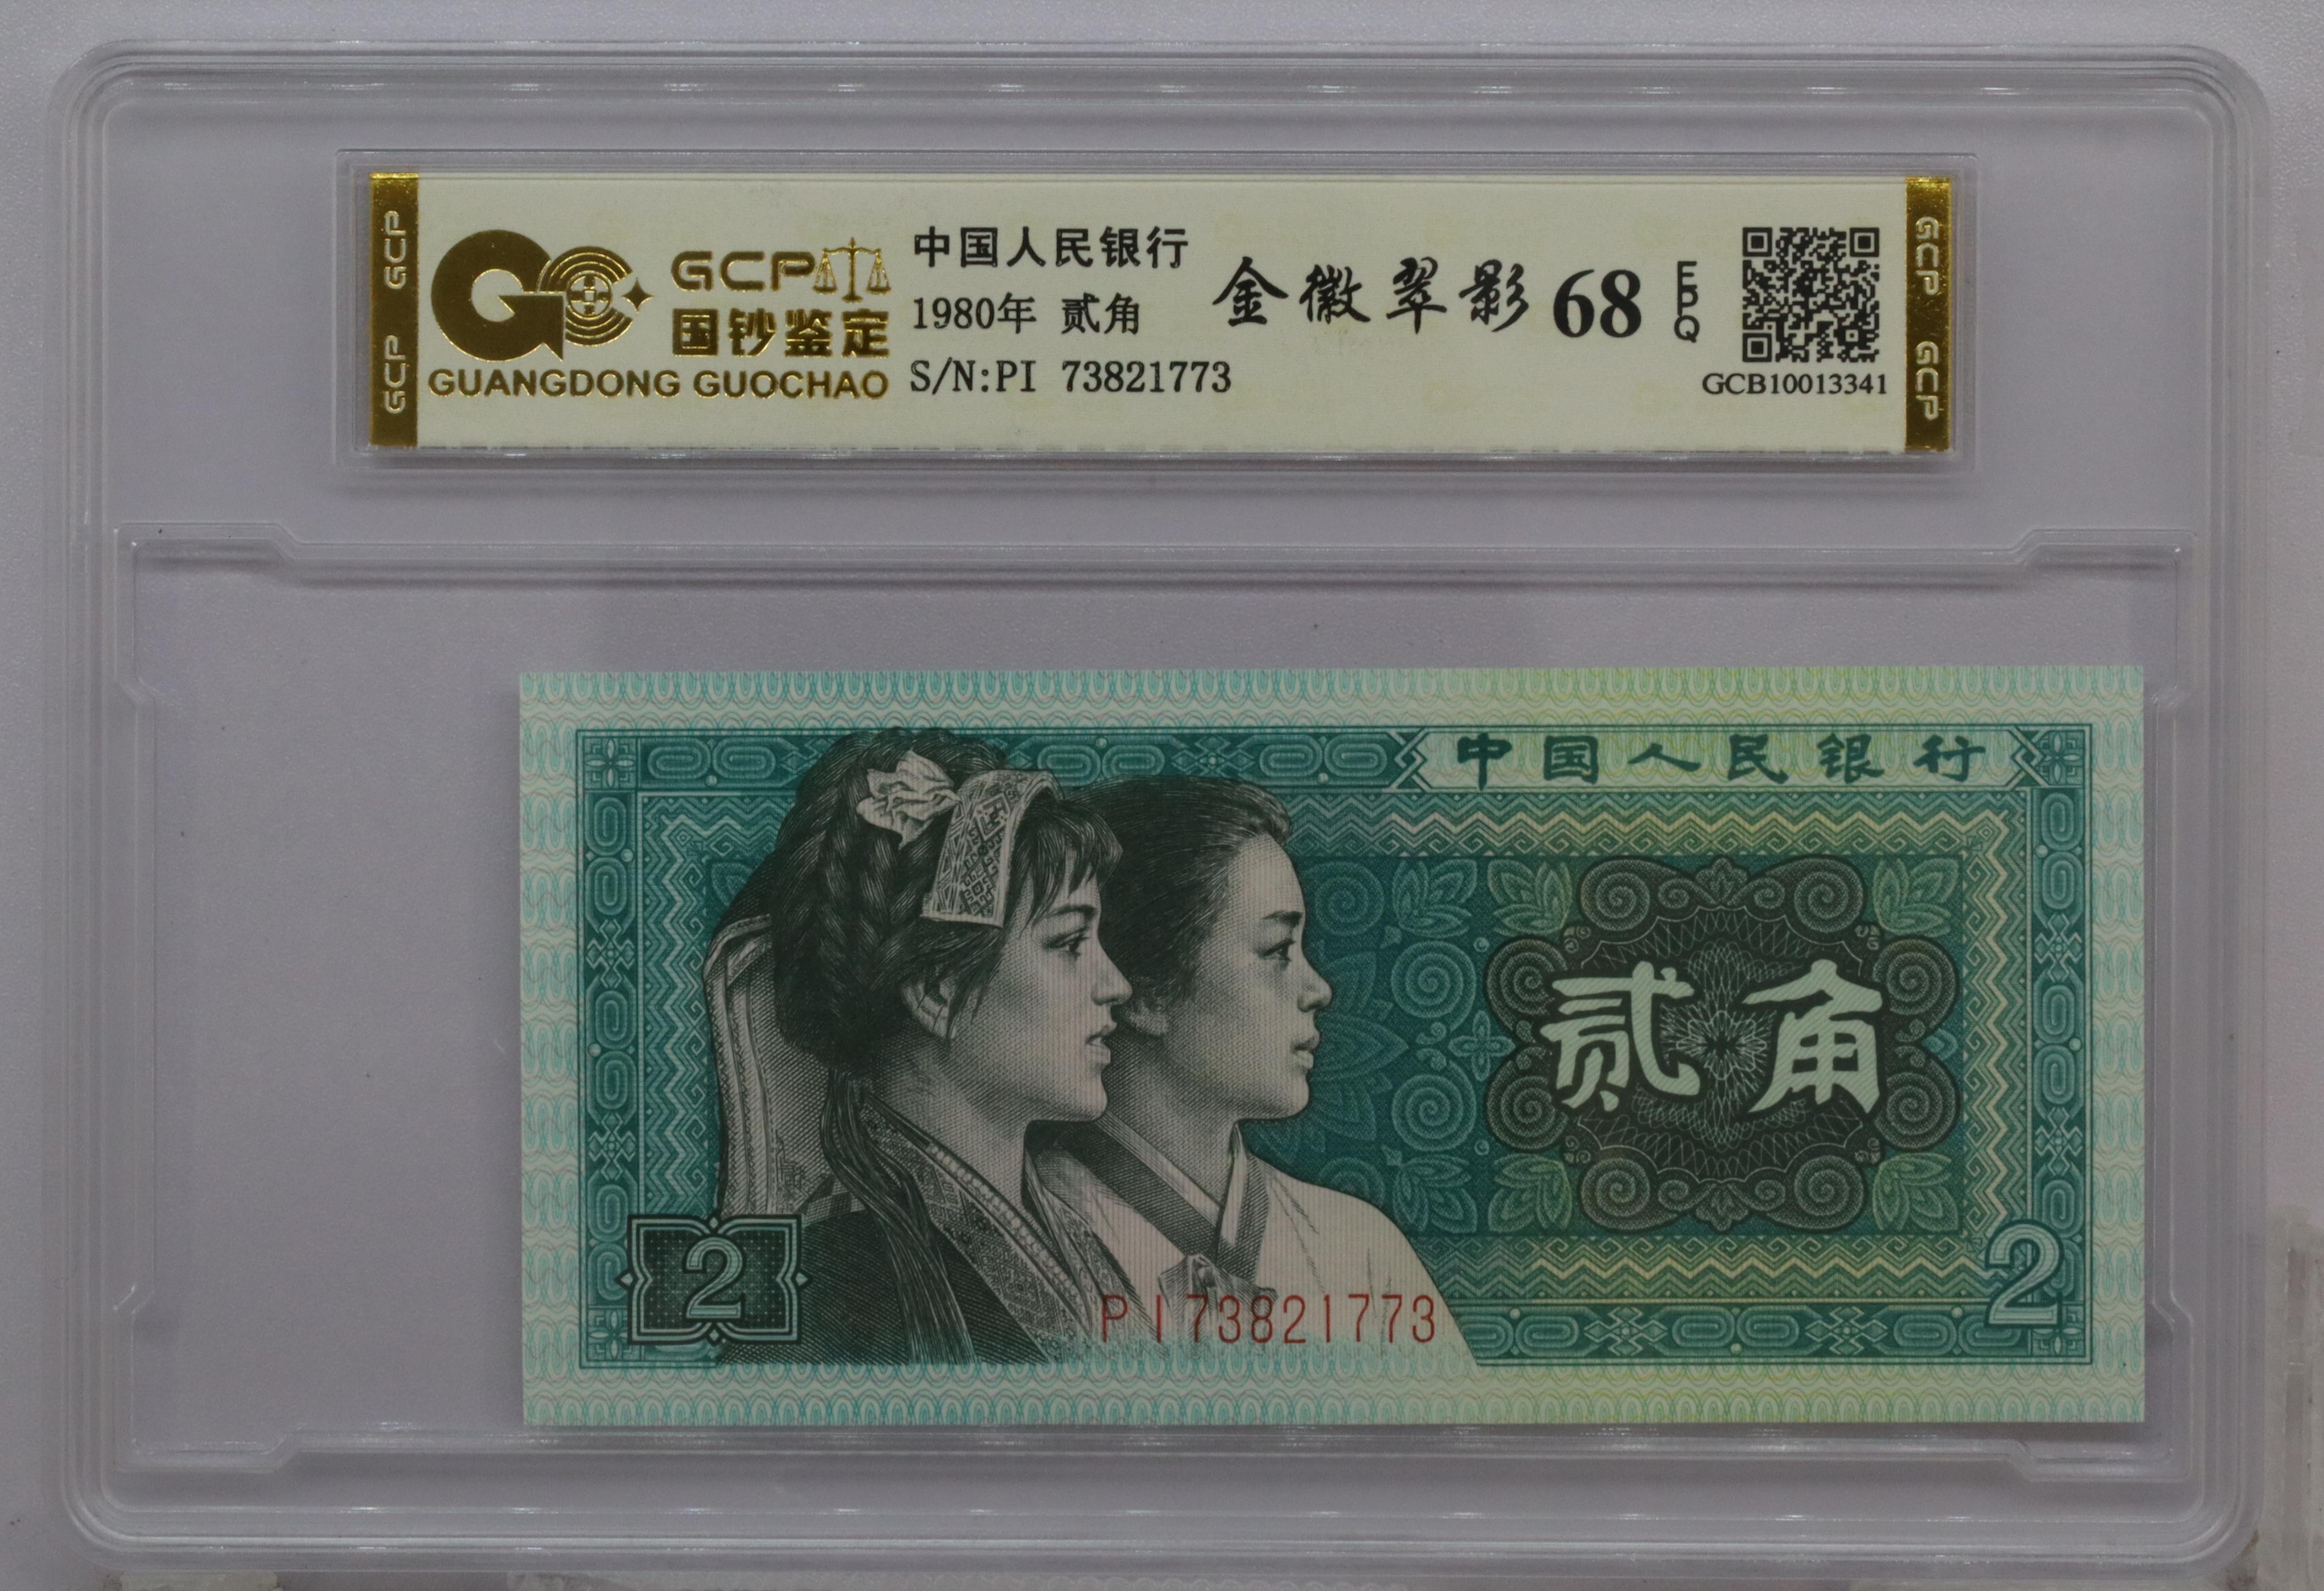 GCP GCP
GCP
国钞鉴定
GUANGDONG GUOCHAO
中国人民银行
1980年 贰角
S/N:PI 73821773
金徽翠影 68 EPQ
GCB10013341
GCP GCP
中国人民银行
贰角
2
PI73821773
2